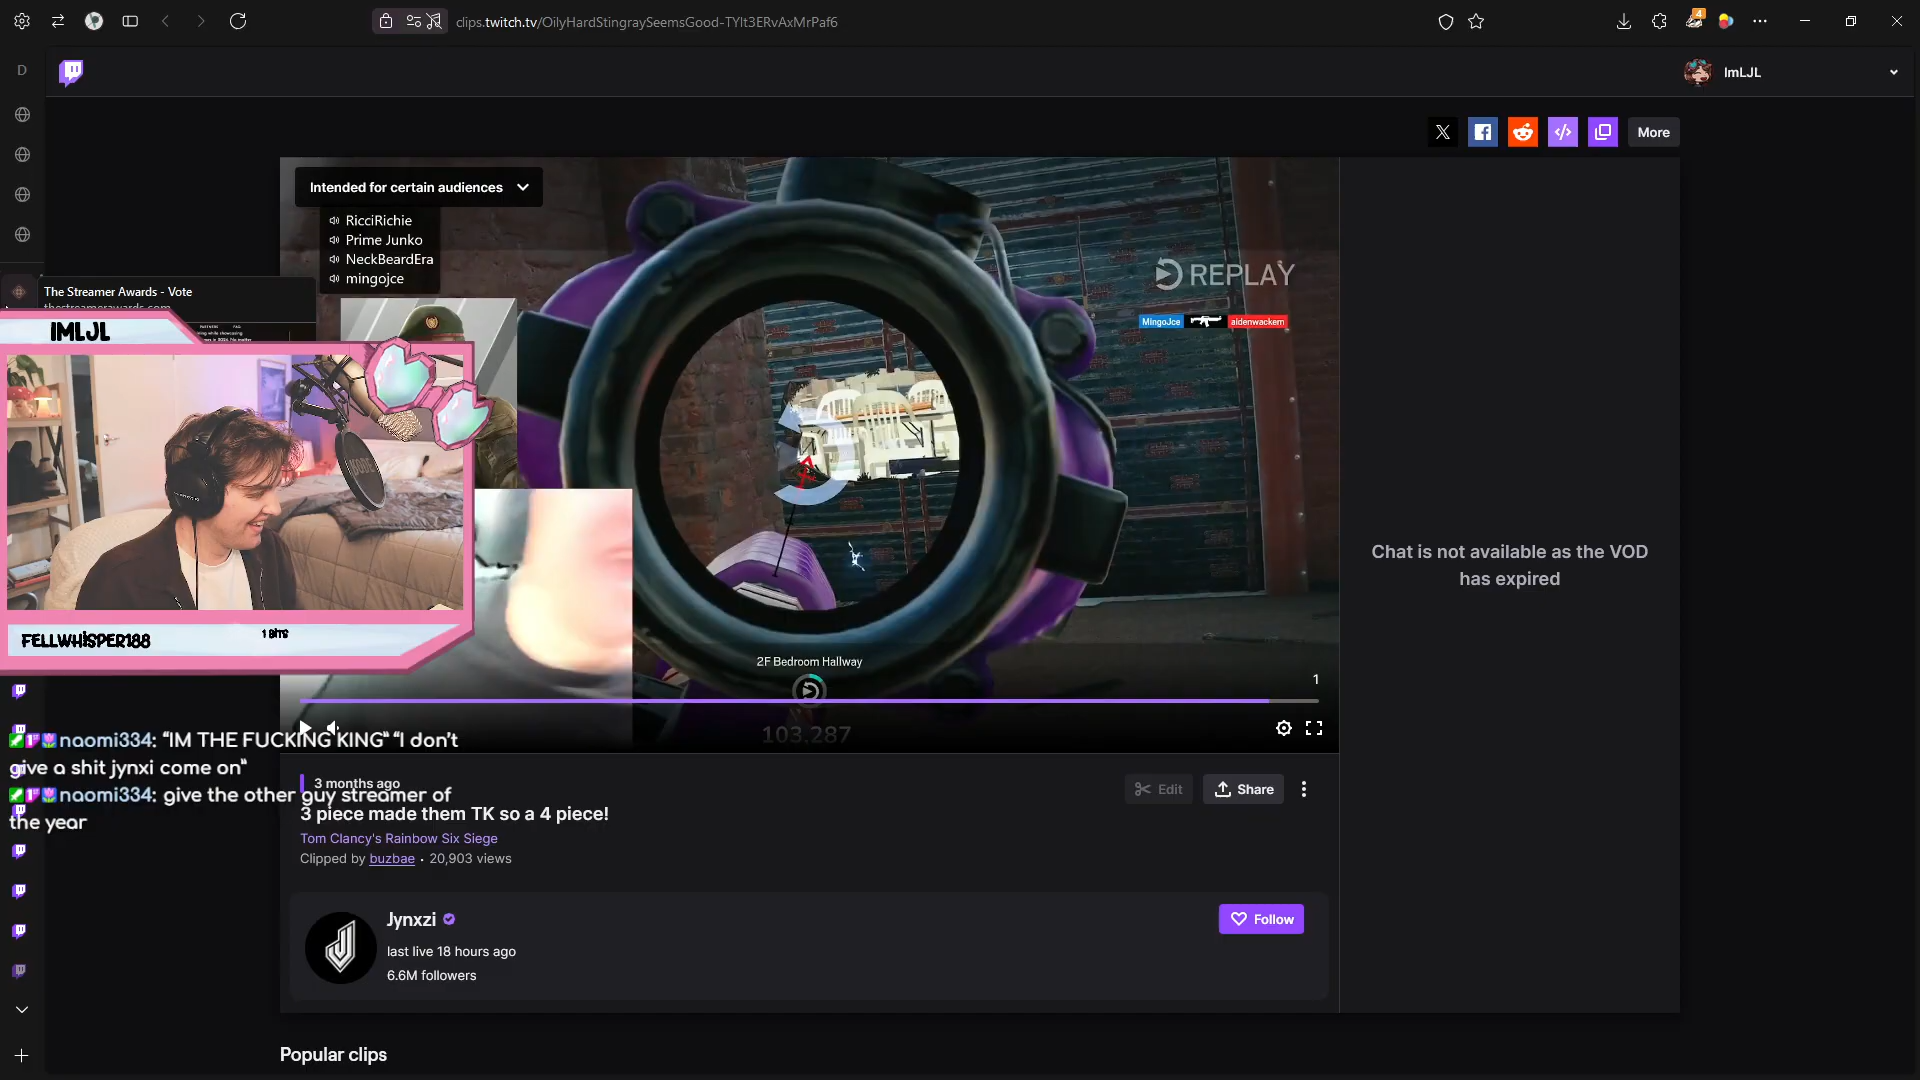 clips.twitch.tv/OilyHardStingraySeemsGood-TYIt3ERvAxMrPaf6
4
D
ImLJL
More
Intended for certain audiences
RicciRichie
Prime Junko
NeckBeardEra
mingojce
REPLAY
MingoJce
aidenwackern
The Streamer Awards - Vote
thestreamerawards.com
IMLJL
KODE
FELLWHISPER188
1 BITS
Chat is not available as the VOD
has expired
2F Bedroom Hallway
1
103,287
naomi334: “IM THE FUCKING KING” “I don’t
give a shit jynxi come on”
naomi334: give the other guy streamer of
the year
3 months ago
Edit
Share
3 piece made them TK so a 4 piece!
Tom Clancy's Rainbow Six Siege
Clipped by buzbae • 20,903 views
Jynxzi
last live 18 hours ago
6.6M followers
Follow
Popular clips